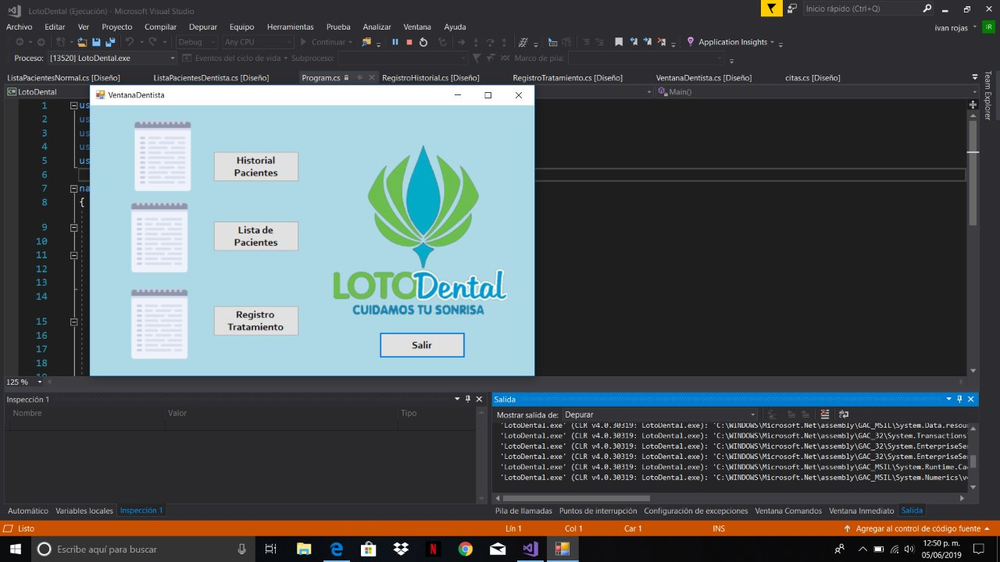 LotoDental (Ejecución) - Microsoft Visual Studio
Inicio rápido (Ctrl+Q)
Archivo Editar Ver Proyecto Compilar Depurar Equipo Herramientas Prueba Analizar Ventana Ayuda
ivan rojas IR
Debug Any CPU Continuar Application Insights
Proceso: [13520] LotoDental.exe Eventos del ciclo de vida Subproceso: Marco de pila:
ListaPacientesNormal.cs [Diseño] ListaPacientesDentista.cs [Diseño] Program.cs RegistroHistorial.cs [Diseño] RegistroTratamiento.cs [Diseño] VentanaDentista.cs [Diseño] citas.cs [Diseño]
Team Explorer
LotoDental
Main()
VentanaDentista
1 us
2 us
3 us
4 us
5 us
7 na
8 {
9
10
11
12
13
14
15
16
17
18
Historial
Pacientes
Lista de
Pacientes
Registro
Tratamiento
LOTO Dental
CUIDAMOS TU SONRISA
Salir
125 %
Inspección 1
Nombre Valor Tipo
Salida
Mostrar salida de: Depurar
'LotoDental.exe' (CLR v4.0.30319: LotoDental.exe): 'C:\WINDOWS\Microsoft.Net\assembly\GAC_MSIL\System.Data.resou
'LotoDental.exe' (CLR v4.0.30319: LotoDental.exe): 'C:\WINDOWS\Microsoft.Net\assembly\GAC_32\System.Transactions
'LotoDental.exe' (CLR v4.0.30319: LotoDental.exe): 'C:\WINDOWS\Microsoft.Net\assembly\GAC_32\System.EnterpriseSe
'LotoDental.exe' (CLR v4.0.30319: LotoDental.exe): 'C:\WINDOWS\Microsoft.Net\assembly\GAC_32\System.EnterpriseSe
'LotoDental.exe' (CLR v4.0.30319: LotoDental.exe): 'C:\WINDOWS\Microsoft.Net\assembly\GAC_MSIL\System.Runtime.Ca
'LotoDental.exe' (CLR v4.0.30319: LotoDental.exe): 'C:\WINDOWS\Microsoft.Net\assembly\GAC_MSIL\System.Numerics\v
Automático Variables locales Inspección 1
Pila de llamadas Puntos de interrupción Configuración de excepciones Ventana Comandos Ventana Inmediato Salida
Listo Lín 1 Col 1 Car 1 INS Agregar al control de código fuente
Escribe aquí para buscar
12:50 p. m.
05/06/2019